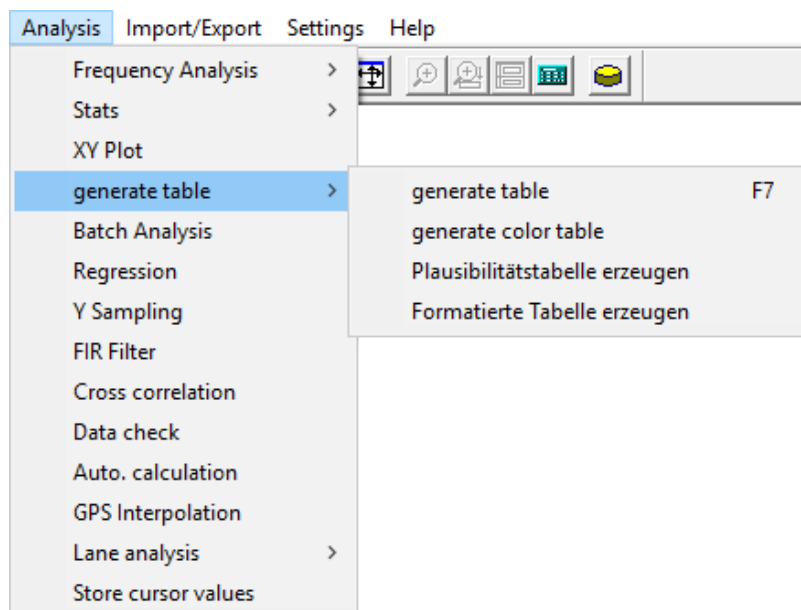 Analysis Import/Export Settings Help
Frequency Analysis
Stats
XY Plot
generate table
generate table F7
Batch Analysis
generate color table
Regression
Plausibilitätstabelle erzeugen
Y Sampling
Formatierte Tabelle erzeugen
FIR Filter
Cross correlation
Data check
Auto. calculation
GPS Interpolation
Lane analysis
Store cursor values